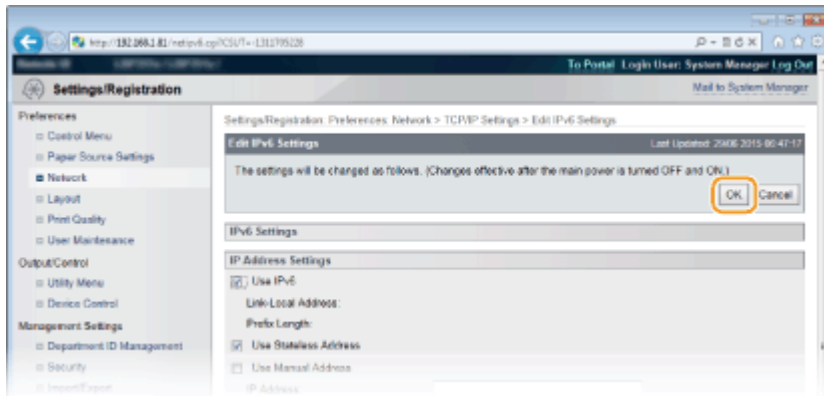 http://192.168.1.81/netipv6.cgi?CSUT=-1311795228
To Portal Login User: System Manager Log Out
Settings/Registration
Mail to System Manager
Preferences
Control Menu
Paper Source Settings
Network
Layout
Print Quality
User Maintenance
Output/Control
Utility Menu
Device Control
Management Settings
Department ID Management
Security
Import/Export
Settings/Registration: Preferences: Network > TCP/IP Settings > Edit IPv6 Settings
Edit IPv6 Settings
Last Updated: 29/06 2015 00:47:17
The settings will be changed as follows. (Changes effective after the main power is turned OFF and ON.)
OK Cancel
IPv6 Settings
IP Address Settings
Use IPv6
Link-Local Address:
Prefix Length:
Use Stateless Address
Use Manual Address
IP Address: